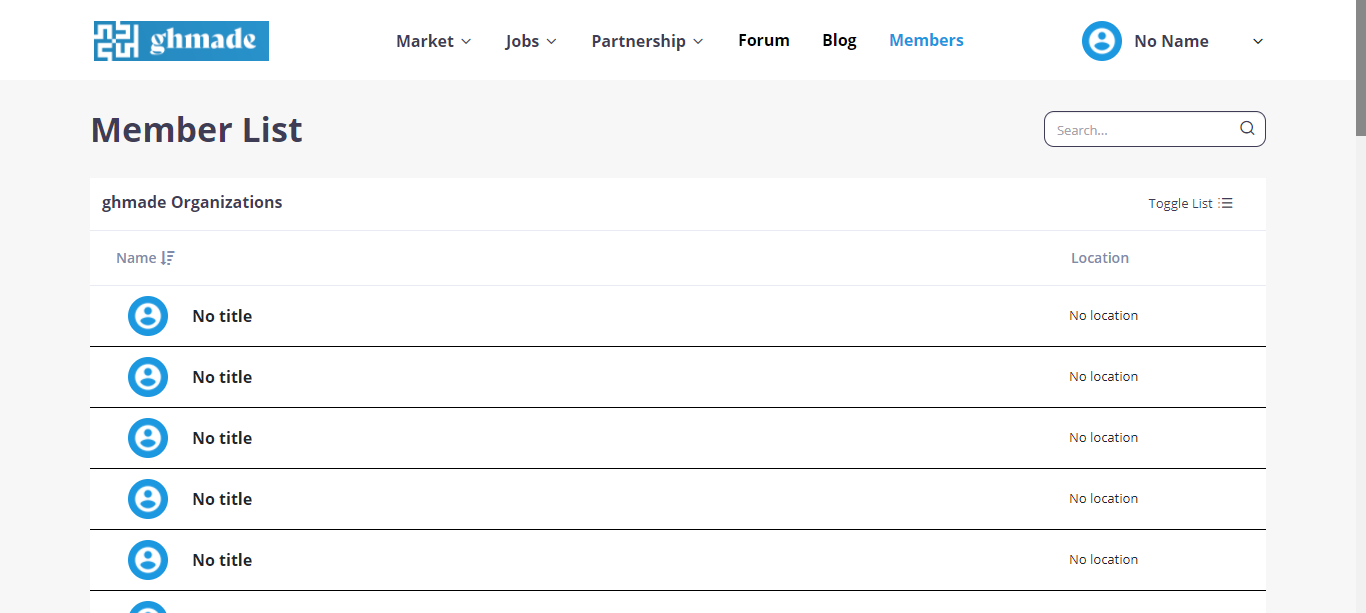 ghmade Market Jobs Partnership Forum Blog Members No Name
Member List Search...
ghmade Organizations Toggle List
Name Location
No title No location
No title No location
No title No location
No title No location
No title No location